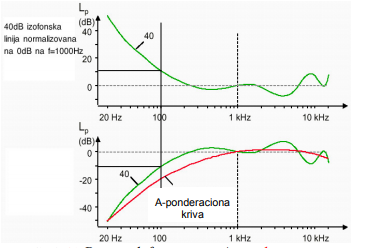 Lp
(dB)
40dB izofonska
linija normalizovana
na 0dB na f=1000Hz
40
20
0
40
20 Hz
100
1 kHz
10 kHz
Lp
(dB)
0
-20
-40
40
A-ponderaciona
kriva
20 Hz
100
1 kHz
10 kHz